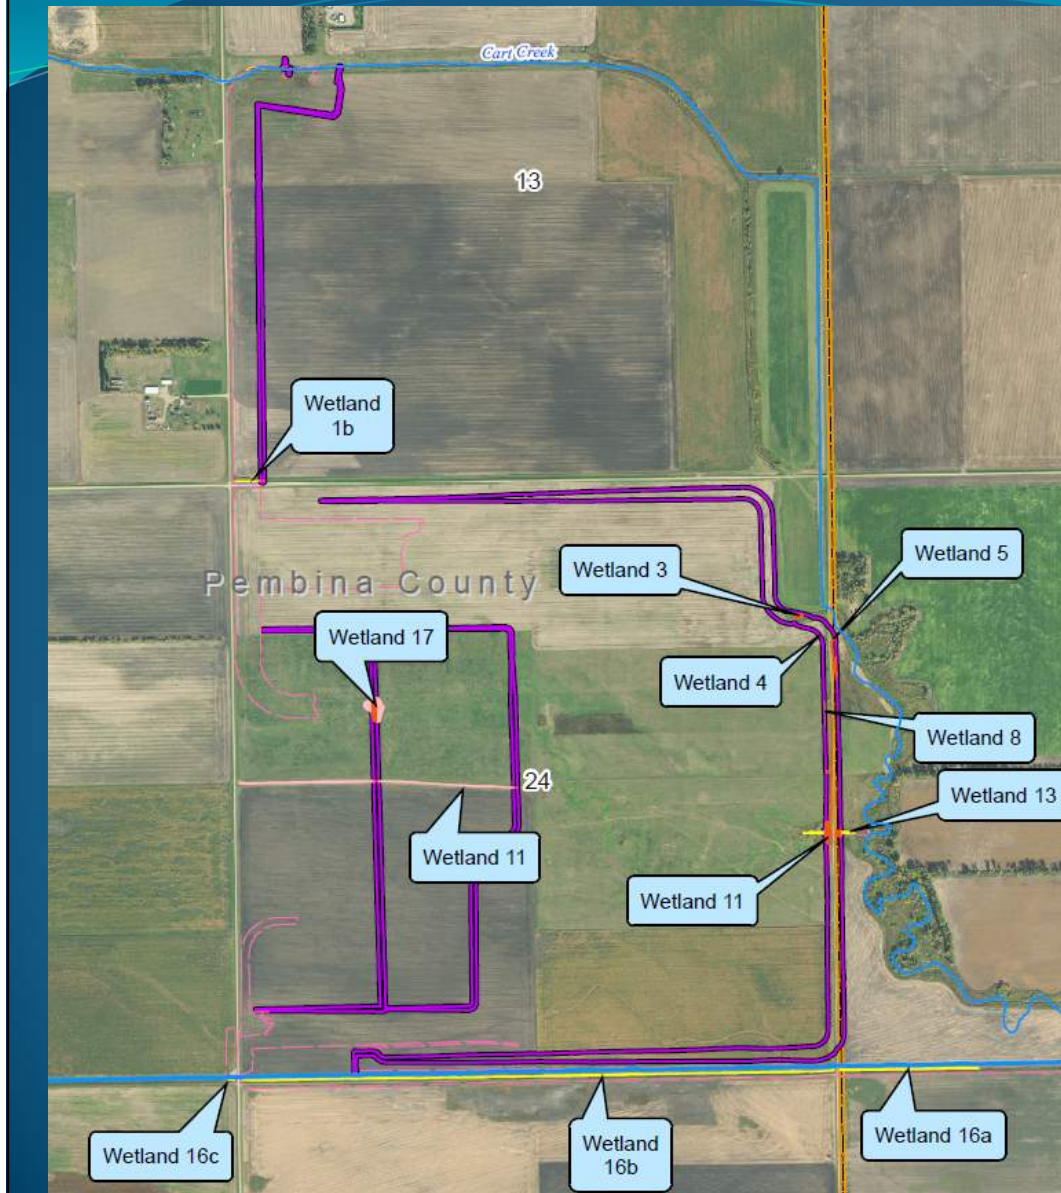 Cart Creek
13
Wetland
1b
Wetland 3
Wetland 5
Pembina County
Wetland 17
Wetland 4
Wetland 8
24
Wetland 13
Wetland 11
Wetland 11
Wetland 16c
Wetland
16b
Wetland 16a